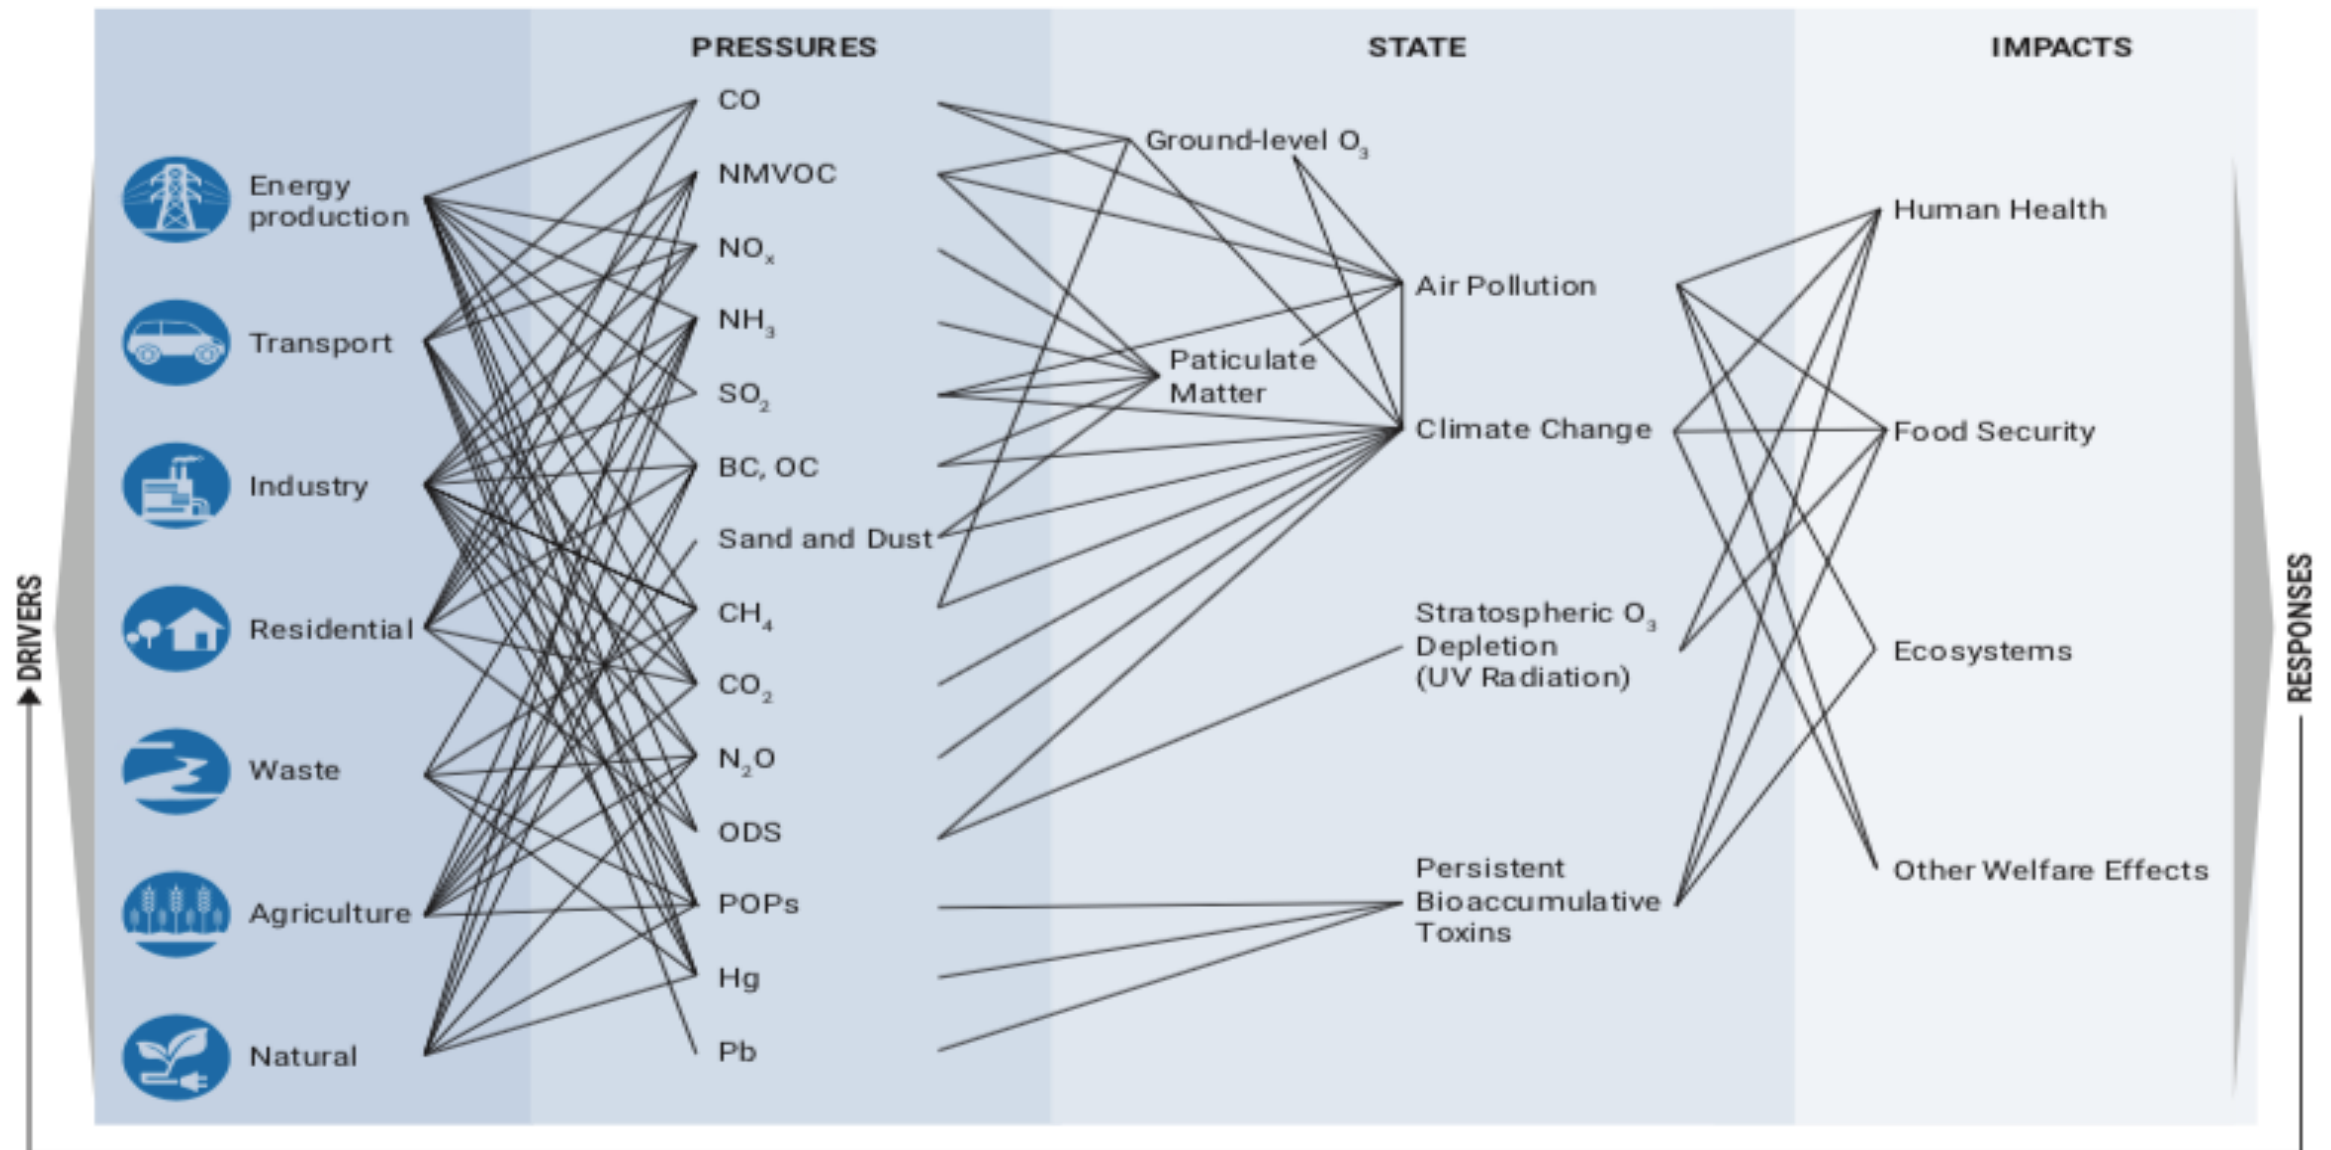 PRESSURES
STATE
IMPACTS
DRIVERS
Energy
production
Transport
Industry
Residential
Waste
Agriculture
Natural
CO
NMVOC
NOₓ
NH₃
SO₂
BC, OC
Sand and Dust
CH₄
CO₂
N₂O
ODS
POPs
Hg
Pb
Ground-level O₃
Paticulate
Matter
Air Pollution
Climate Change
Stratospheric O₃
Depletion
(UV Radiation)
Persistent
Bioaccumulative
Toxins
Human Health
Food Security
Ecosystems
Other Welfare Effects
RESPONSES